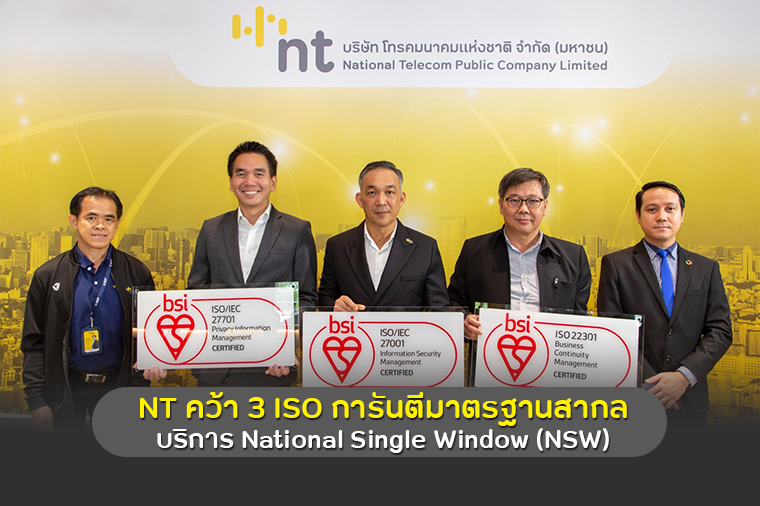 nt
บริษัท โทรคมนาคมแห่งชาติ จำกัด (มหาชน)
National Telecom Public Company Limited
bsi
ISO/IEC
27701
Privacy Information
Management
CERTIFIED
bsi
ISO/IEC
27001
Information Security
Management
CERTIFIED
bsi
ISO 22301
Business
Continuity
Management
CERTIFIED
NT คว้า 3 ISO การันตีมาตรฐานสากล
บริการ National Single Window (NSW)